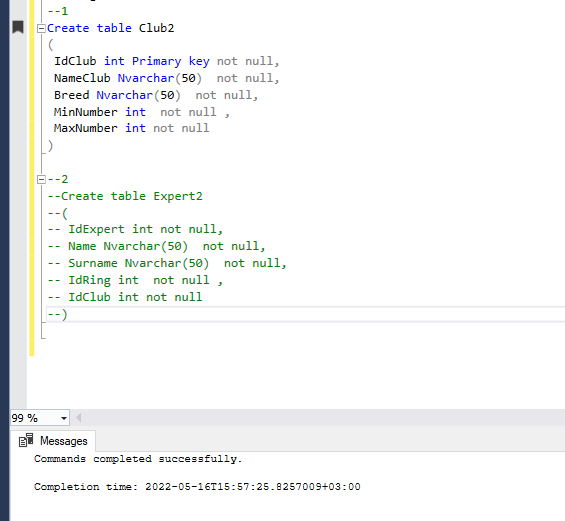 --1
Create table Club2
(
IdClub int Primary key not null,
NameClub Nvarchar(50)  not null,
Breed Nvarchar(50)  not null,
MinNumber int  not null ,
MaxNumber int not null
)
--2
--Create table Expert2
--(
-- IdExpert int not null,
-- Name Nvarchar(50)  not null,
-- Surname Nvarchar(50)  not null,
-- IdRing int  not null ,
-- IdClub int not null
--)
99 %
Messages
Commands completed successfully.
Completion time: 2022-05-16T15:57:25.8257009+03:00